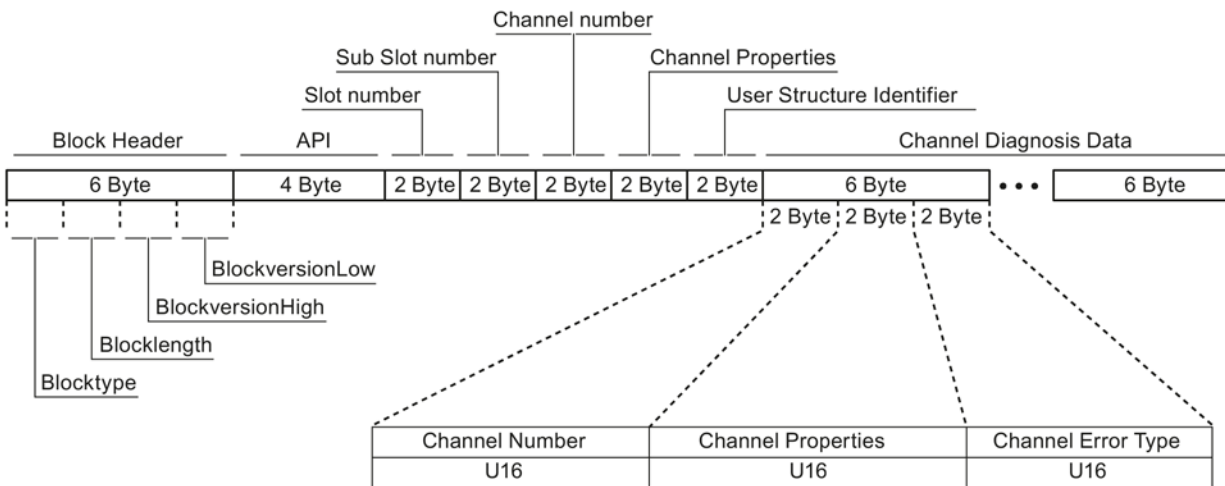 Channel number
Sub Slot number
Channel Properties
Slot number
User Structure Identifier
Block Header
API
Channel Diagnosis Data
6 Byte
4 Byte
2 Byte
2 Byte
2 Byte
2 Byte
2 Byte
6 Byte
•••
6 Byte
2 Byte
2 Byte
2 Byte
BlockversionLow
BlockversionHigh
Blocklength
Blocktype
Channel Number
Channel Properties
Channel Error Type
U16
U16
U16